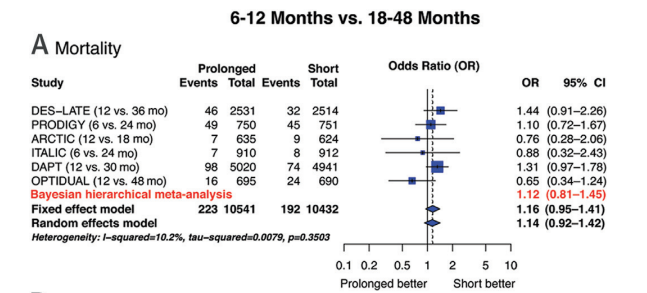 6-12 Months vs. 18-48 Months
A Mortality
Prolonged Short Odds Ratio (OR)
Study Events Total Events Total OR 95% CI
DES-LATE (12 vs. 36 mo) 46 2531 32 2514 1.44 (0.91-2.26)
PRODIGY (6 vs. 24 mo) 49 750 45 751 1.10 (0.72-1.67)
ARCTIC (12 vs. 18 mo) 7 635 9 624 0.76 (0.28-2.06)
ITALIC (6 vs. 24 mo) 7 910 8 912 0.88 (0.32-2.43)
DAPT (12 vs. 30 mo) 98 5020 74 4941 1.31 (0.97-1.78)
OPTIDUAL (12 vs. 48 mo) 16 695 24 690 0.65 (0.34-1.24)
Bayesian hierarchical meta-analysis 1.12 (0.81-1.45)
Fixed effect model 223 10541 192 10432 1.16 (0.95-1.41)
Random effects model 1.14 (0.92-1.42)
Heterogeneity: I-squared=10.2%, tau-squared=0.0079, p=0.3503
0.1 0.2 0.5 1 2 5 10
Prolonged better Short better